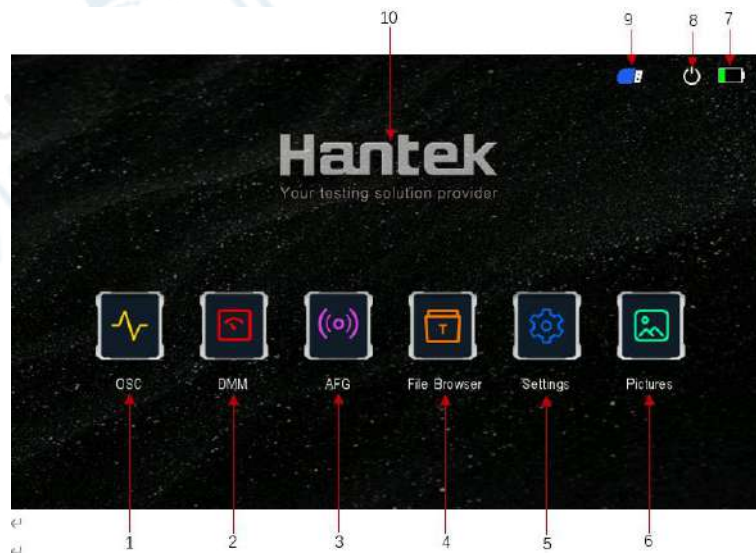 10 9 8 7
Hantek
Your testing solution provider
T
OSC DMM AFG File Browser Settings Pictures
1 2 3 4 5 6